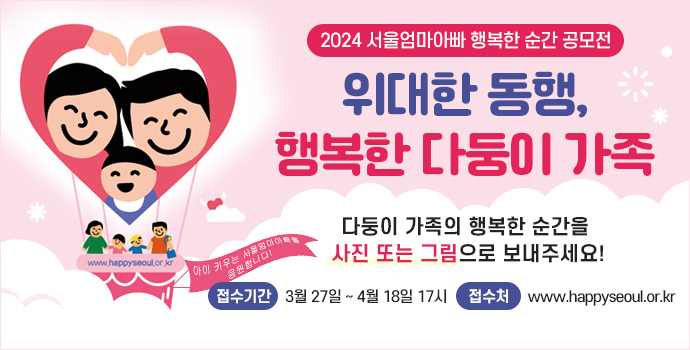 2024 서울엄마아빠 행복한 순간 공모전
위대한 동행,
행복한 다둥이 가족
다둥이 가족의 행복한 순간을
사진 또는 그림으로 보내주세요!
www.happyseoul.or.kr
아이 키우는 서울엄마아빠를
응원합니다!
접수기간 3월 27일 ~ 4월 18일 17시 접수처 www.happyseoul.or.kr